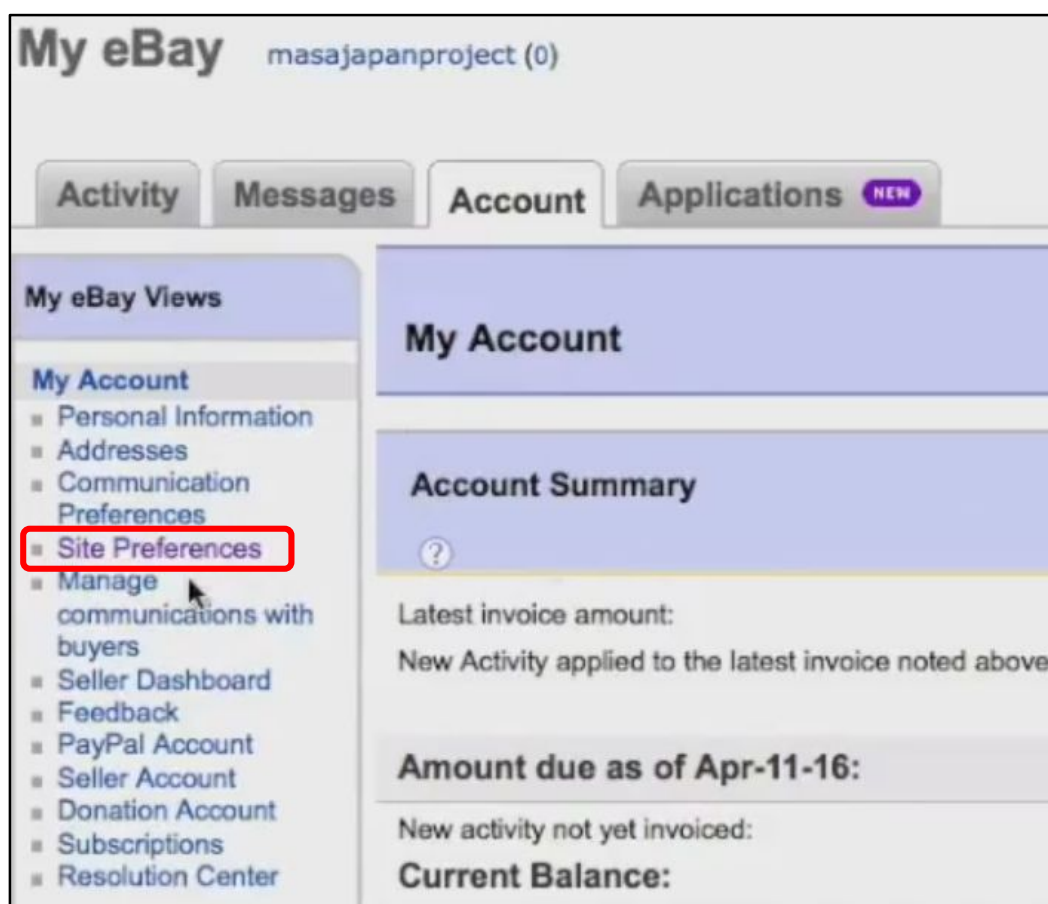 My eBay masajapanproject (0)
Activity Messages Account Applications NEW
My eBay Views
My Account
Personal Information
Addresses
Communication
Preferences
Site Preferences
Manage
communications with
buyers
Seller Dashboard
Feedback
PayPal Account
Seller Account
Donation Account
Subscriptions
Resolution Center
My Account
Account Summary
?
Latest invoice amount:
New Activity applied to the latest invoice noted above
Amount due as of Apr-11-16:
New activity not yet invoiced:
Current Balance: